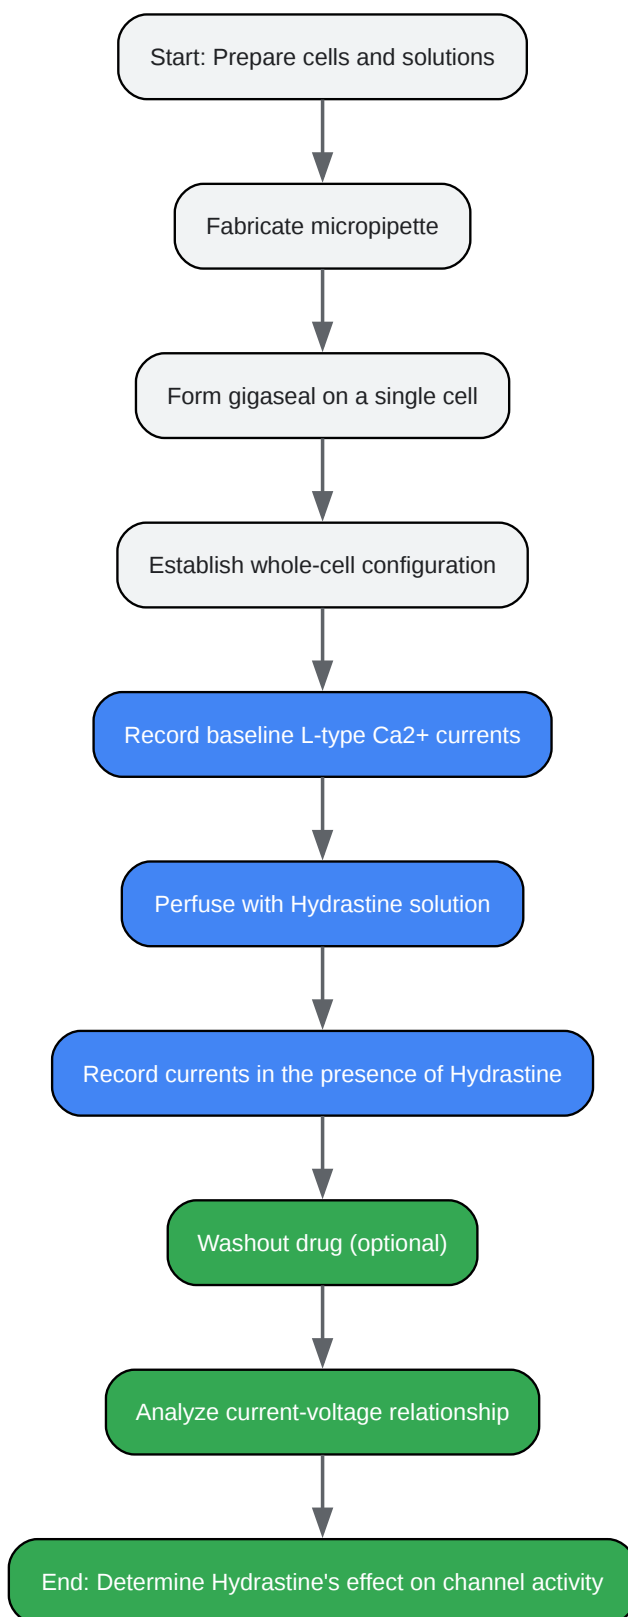 Start: Prepare cells and solutions
Fabricate micropipette
Form gigaseal on a single cell
Establish whole-cell configuration
Record baseline L-type Ca2+ currents
Perfuse with Hydrastine solution
Record currents in the presence of Hydrastine
Washout drug (optional)
Analyze current-voltage relationship
End: Determine Hydrastine's effect on channel activity